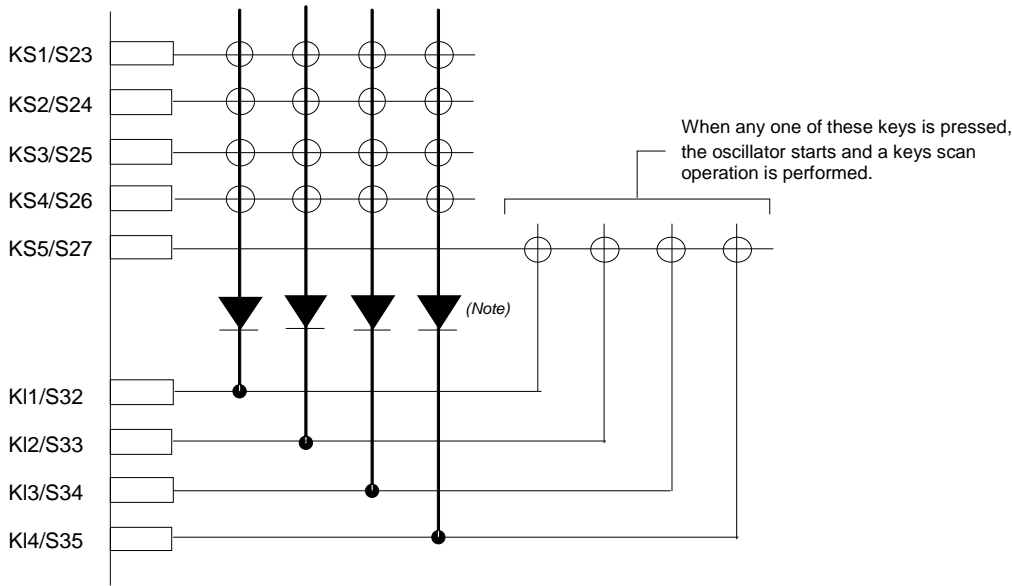 KS1/S23
KS2/S24
KS3/S25
KS4/S26
KS5/S27
When any one of these keys is pressed,
the oscillator starts and a keys scan
operation is performed.
(Note)
KI1/S32
KI2/S33
KI3/S34
KI4/S35